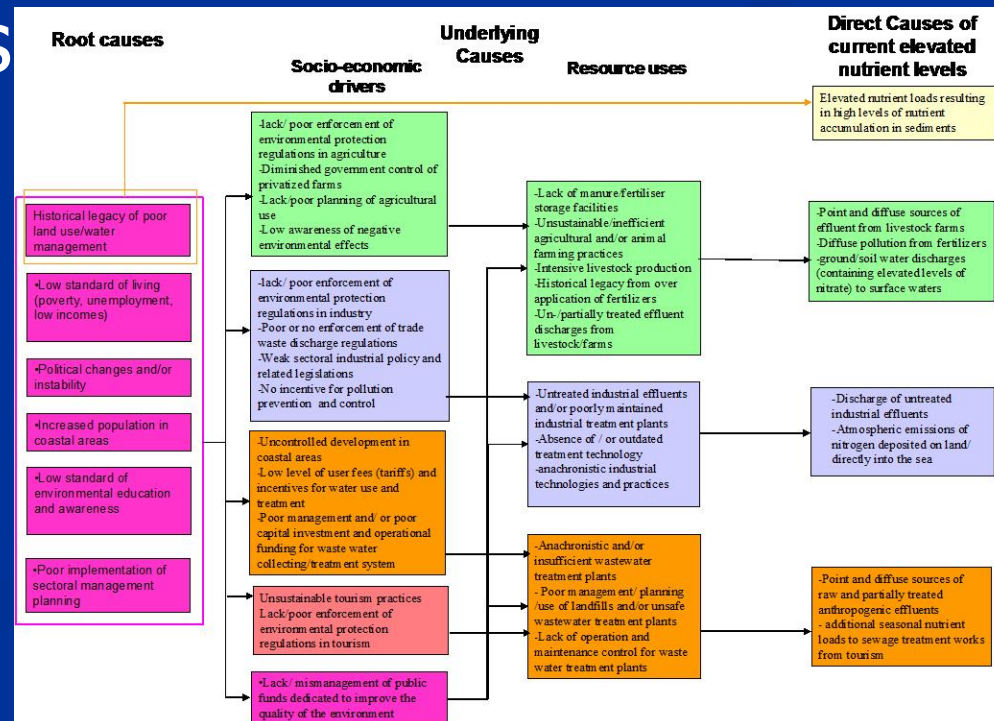 S
Root causes
Underlying
Causes
Socio-economic
drivers
Resource uses
Direct Causes of
current elevated
nutrient levels
Historical legacy of poor
land use/water
management
•Low standard of living
(poverty, unemployment,
low incomes)
•Political changes and/or
instability
•Increased population in
coastal areas
•Low standard of
environmental education
and awareness
•Poor implementation of
sectoral management
planning
-lack/ poor enforcement of
environmental protection
regulations in agriculture
-Diminished government control of
privatized farms
-Lack/poor planning of agricultural
use
-Low awareness of negative
environmental effects
-lack/ poor enforcement of
environmental protection
regulations in industry
-Poor or no enforcement of trade
waste discharge regulations
-Weak sectoral industrial policy and
related legislations
-No incentive for pollution
prevention and control
-Uncontrolled development in
coastal areas
-Low level of user fees (tariffs) and
incentives for water use and
treatment
-Poor management and/ or poor
capital investment and operational
funding for waste water
collecting/treatment system
Unsustainable tourism practices
Lack/poor enforcement of
environmental protection
regulations in tourism
•Lack/ mismanagement of public
funds dedicated to improve the
quality of the environment
-Lack of manure/fertiliser
storage facilities
-Unsustainable/inefficient
agricultural and/or animal
farming practices
-Intensive livestock production
-Historical legacy from over
application of fertilizers
-Un-/partially treated effluent
discharges from
livestock/farms
-Untreated industrial effluents
and/or poorly maintained
industrial treatment plants
-Absence of / or outdated
treatment technology
-anachronistic industrial
technologies and practices
-Anachronistic and/or
insufficient wastewater
treatment plants
- Poor management/ planning
/use of landfills and/or unsafe
wastewater treatment plants
-Lack of operation and
maintenance control for waste
water treatment plants
Elevated nutrient loads resulting
in high levels of nutrient
accumulation in sediments
-Point and diffuse sources of
effluent from livestock farms
-Diffuse pollution from fertilizers
-ground/soil water discharges
(containing elevated levels of
nitrate) to surface waters
-Discharge of untreated
industrial effluents
-Atmospheric emissions of
nitrogen deposited on land/
directly into the sea
-Point and diffuse sources of
raw and partially treated
anthropogenic effluents
- additional seasonal nutrient
loads to sewage treatment works
from tourism